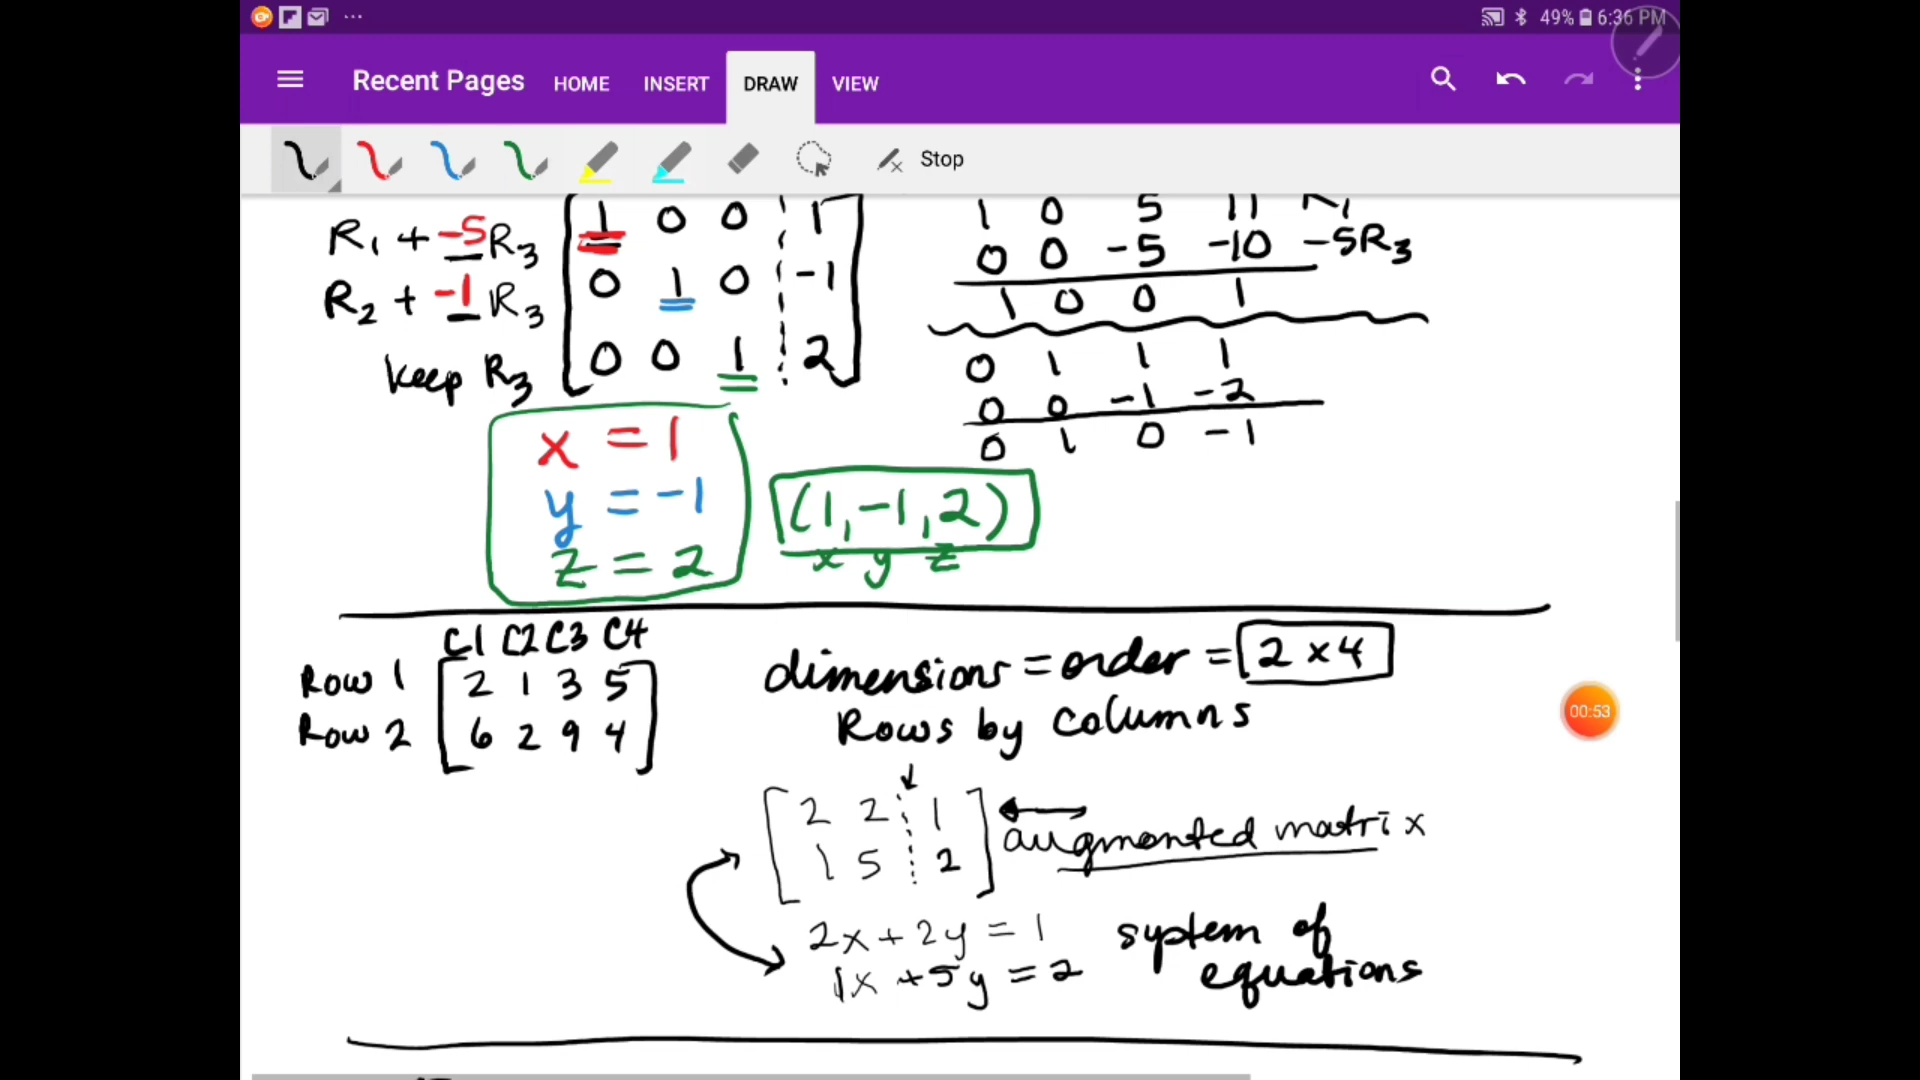 49% 6:36 PM
Recent Pages HOME INSERT DRAW VIEW
Stop
R₁ + -5R₃
R₂ + -1R₃
keep R₃
1 0 0 1
0 1 0 -1
0 0 1 2
1 0 5 11 R₁
0 0 -5 -10 -5R₃
1 0 0 1
0 1 1 1
0 0 -1 -2
0 1 0 -1
x = 1
y = -1
z = 2
(1,-1,2)
x y z
C1 C2 C3 C4
Row 1 2 1 3 5
Row 2 6 2 9 4
dimensions = order = 2 x 4
Rows by columns
2 2 1
1 5 2
augmented matrix
2x + 2y = 1
1x + 5y = 2
system of
equations
00:53